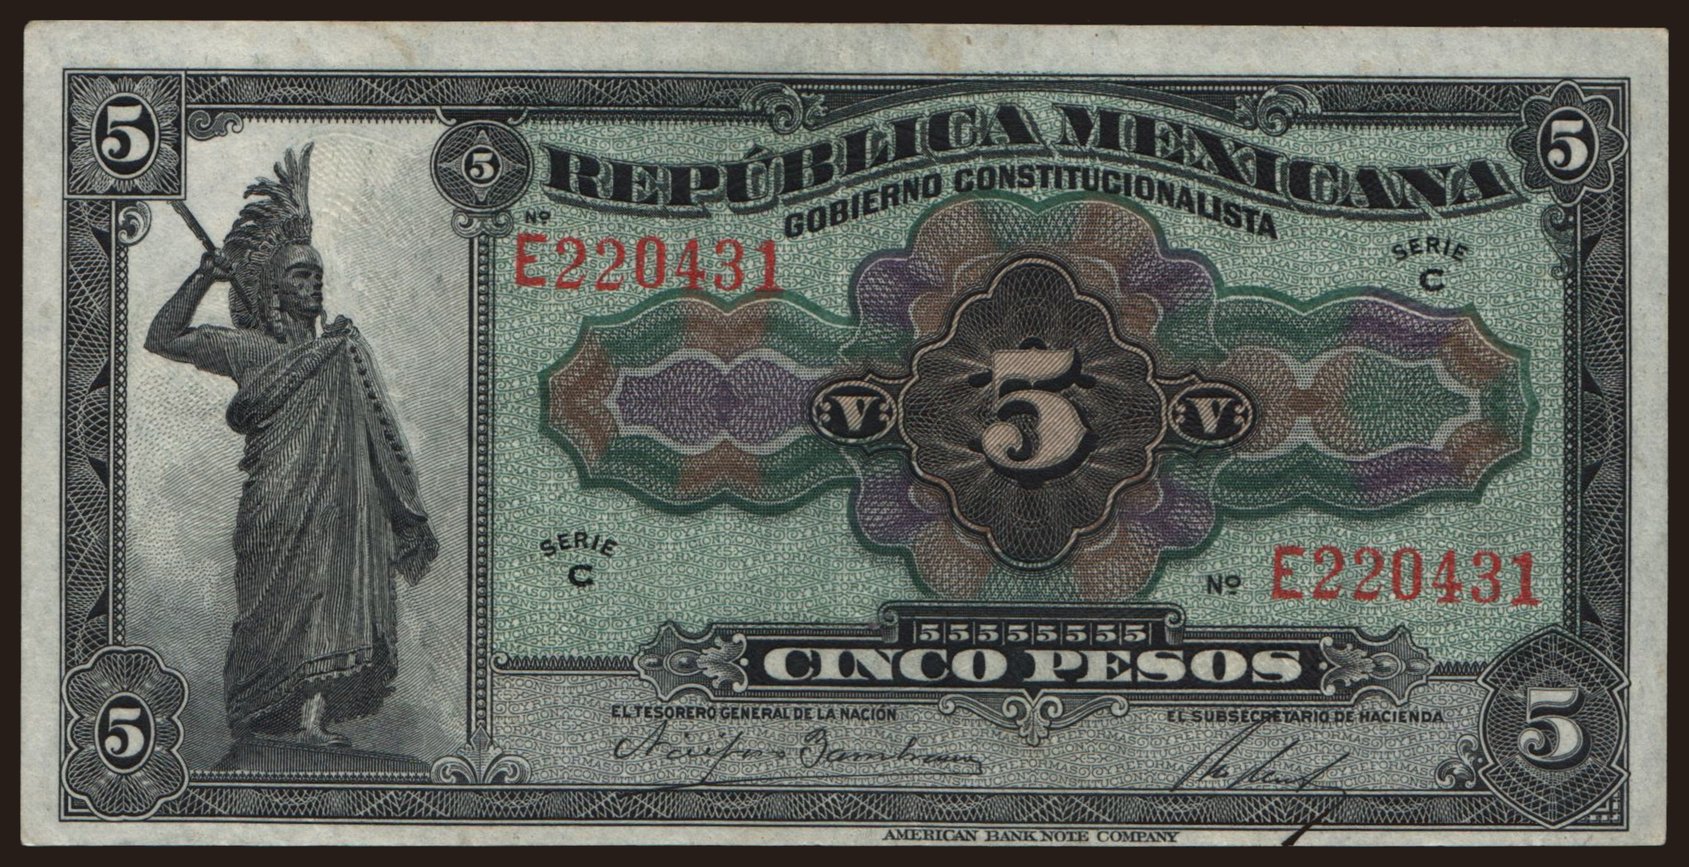 5
5
5
REPÚBLICA MEXICANA
GOBIERNO CONSTITUCIONALISTA
Nº
E220431
SERIE
C
V
5
V
SERIE
C
Nº E220431
55555555
CINCO PESOS
5
5
EL TESORERO GENERAL DE LA NACIÓN
EL SUBSECRETARIO DE HACIENDA
AMERICAN BANK NOTE COMPANY